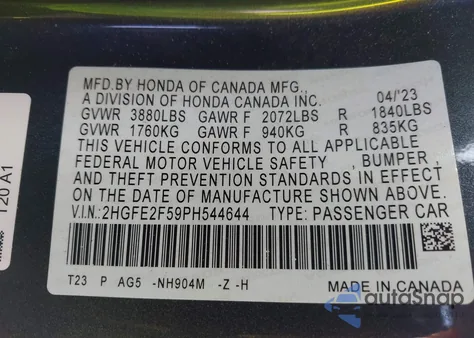 MFD.BY HONDA OF CANADA MFG.,
A DIVISION OF HONDA CANADA INC. 04/'23
GVWR 3880LBS GAWR F 2072LBS R 1840LBS
GVWR 1760KG GAWR F 940KG R 835KG
THIS VEHICLE CONFORMS TO ALL APPLICABLE
FEDERAL MOTOR VEHICLE SAFETY , BUMPER ,
AND THEFT PREVENTION STANDARDS IN EFFECT
ON THE DATE OF MANUFACTURE SHOWN ABOVE.
V.I.N.:2HGFE2F59PH544644 TYPE: PASSENGER CAR
T23 P AG5 -NH904M -Z -H
MADE IN CANADA
autoSnap
120 A1